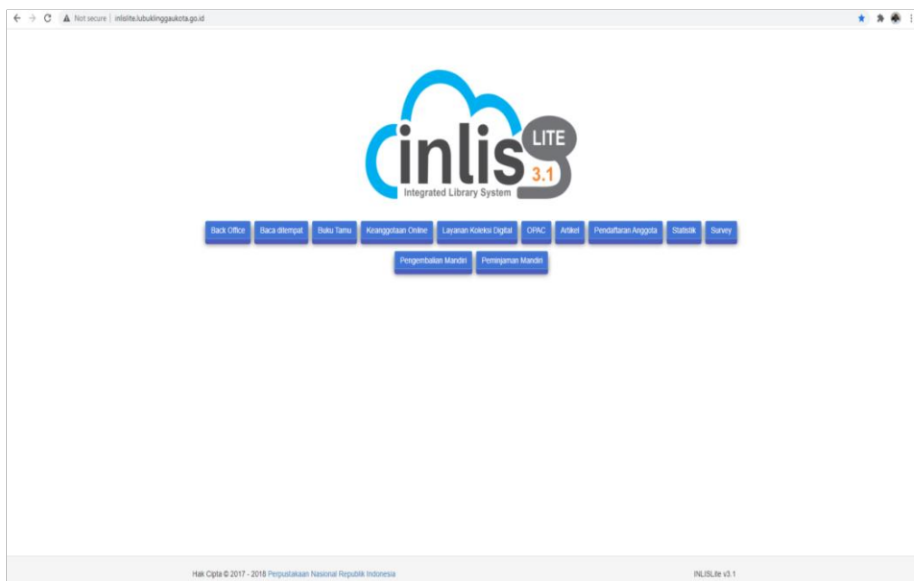 Not secure | inlislite.lubuklinggaukota.go.id
inlis LITE 3.1
Integrated Library System
Back Office Baca ditempat Buku Tamu Keanggotaan Online Layanan Koleksi Digital OPAC Artikel Pendaftaran Anggota Statistik Survey
Pengembalian Mandiri Peminjaman Mandiri
Hak Cipta © 2017 - 2018 Perpustakaan Nasional Republik Indonesia INLISLite v3.1